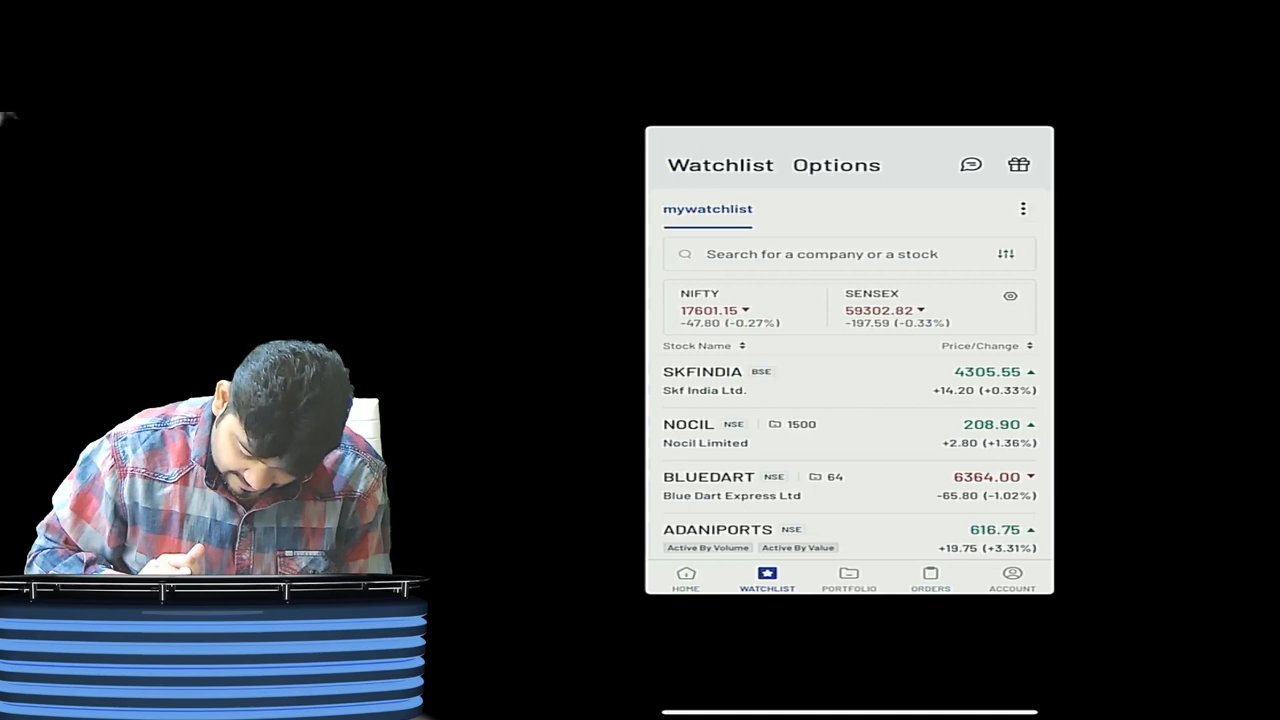 Watchlist Options
mywatchlist
Search for a company or a stock
NIFTY
17601.15
-47.80 (-0.27%)
SENSEX
59302.82
-197.59 (-0.33%)
Stock Name Price/Change
SKFINDIA BSE 4305.55
Skf India Ltd. +14.20 (+0.33%)
NOCIL NSE 1500 208.90
Nocil Limited +2.80 (+1.36%)
BLUEDART NSE 64 6364.00
Blue Dart Express Ltd -65.80 (-1.02%)
ADANIPORTS NSE 616.75
Active By Volume Active By Value +19.75 (+3.31%)
HOME WATCHLIST PORTFOLIO ORDERS ACCOUNT